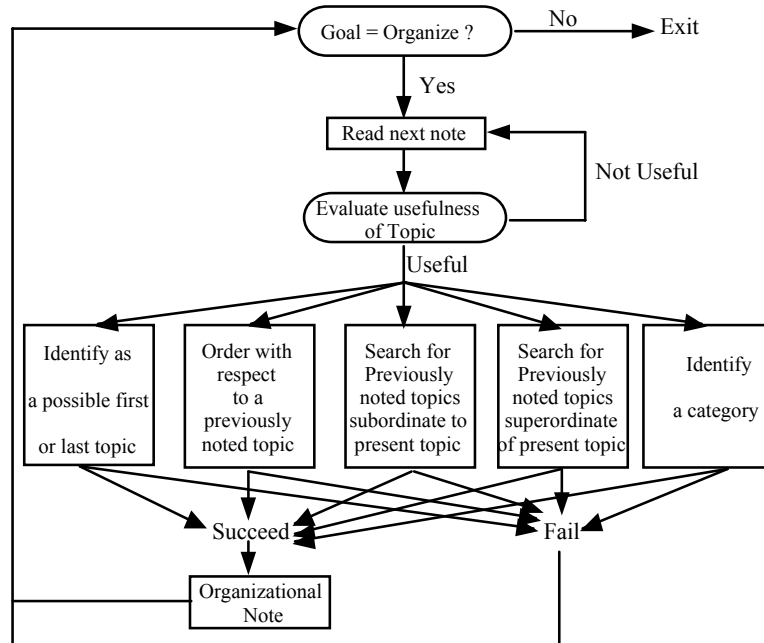 Goal = Organize ?
No
Exit
Yes
Read next note
Not Useful
Evaluate usefulness
of Topic
Useful
Identify as
a possible first
or last topic
Order with
respect
to a
previously
noted topic
Search for
Previously
noted topics
subordinate to
present topic
Search for
Previously
noted topics
superordinate
of present topic
Identify
a category
Succeed
Fail
Organizational
Note